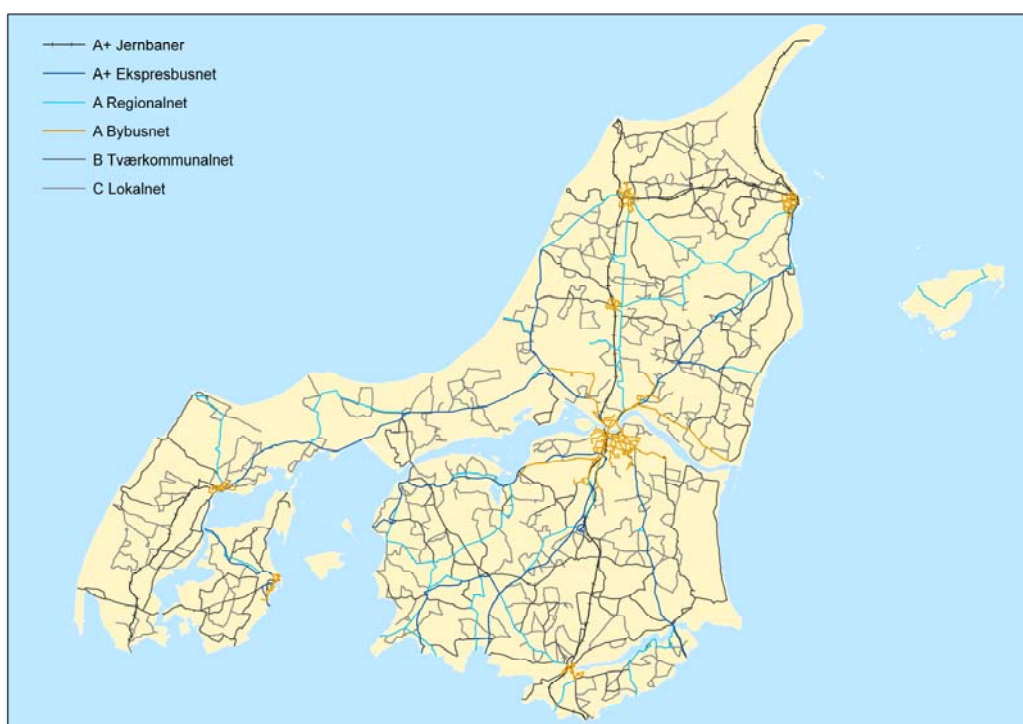 A+ Jernbaner
A+ Ekspresbusnet
A Regionalnet
A Bybusnet
B Tværkommunalnet
C Lokalnet